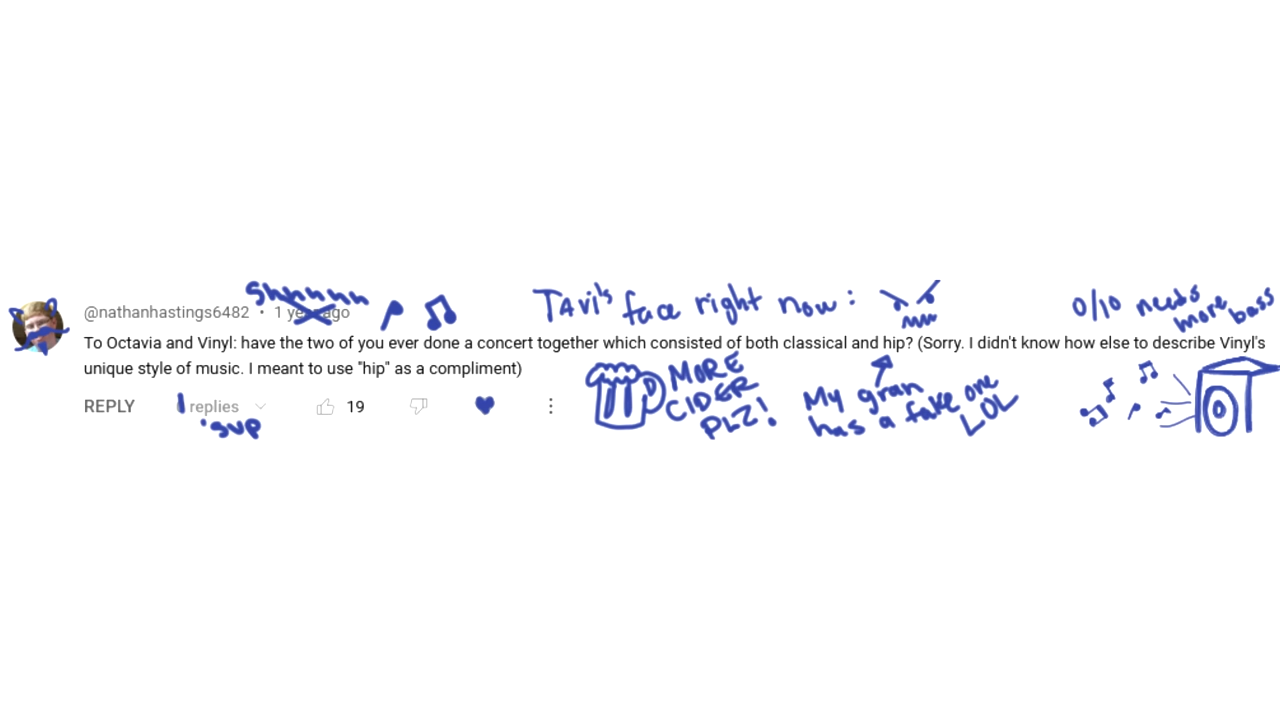 shhhhhh
Tavi's face right now:
0/10 needs more bass
@nathanhastings6482 · 1 year ago
To Octavia and Vinyl: have the two of you ever done a concert together which consisted of both classical and hip? (Sorry. I didn't know how else to describe Vinyl's
unique style of music. I meant to use "hip" as a compliment)
MORE
CIDER
PLZ!
My gran
has a fake one
LOL
REPLY
replies
19
'sup